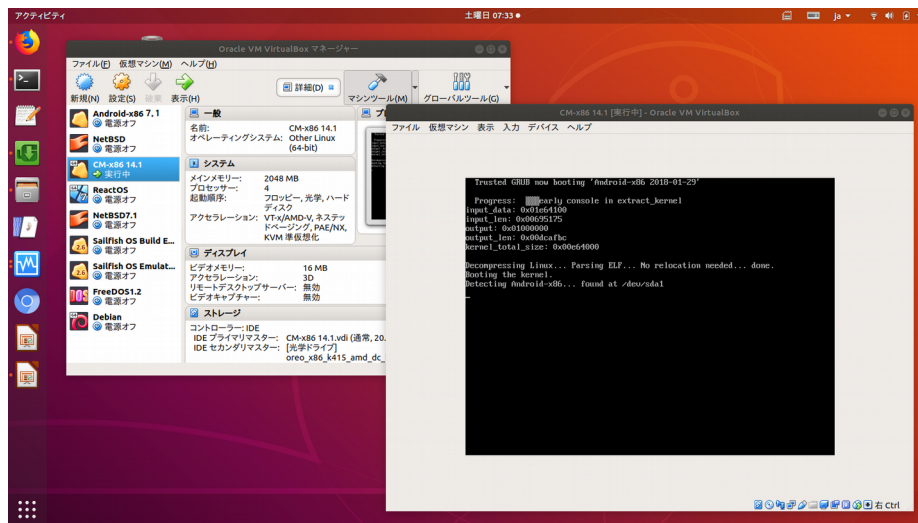 アクティビティ
土曜日 07:33
ja
Oracle VM VirtualBox マネージャー
ファイル(F) 仮想マシン(M) ヘルプ(H)
新規(N) 設定(S) 破棄 表示(H)
詳細(D)
マシンツール(M) グローバルツール(G)
Android-x86 7.1
電源オフ
NetBSD
電源オフ
CM-x86 14.1
実行中
ReactOS
電源オフ
NetBSD7.1
電源オフ
Sailfish OS Build E...
電源オフ
Sailfish OS Emulat...
電源オフ
FreeDOS1.2
電源オフ
Debian
電源オフ
一般
名前: CM-x86 14.1
オペレーティングシステム: Other Linux
(64-bit)
システム
メインメモリー: 2048 MB
プロセッサー: 4
起動順序: フロッピー, 光学, ハード
ディスク
アクセラレーション: VT-x/AMD-V, ネステッ
ドページング, PAE/NX,
KVM 準仮想化
ディスプレイ
ビデオメモリー: 16 MB
アクセラレーション: 3D
リモートデスクトップサーバー: 無効
ビデオキャプチャー: 無効
ストレージ
コントローラー: IDE
IDE プライマリマスター: CM-x86 14.1.vdi (通常, 20.
IDE セカンダリマスター: [光学ドライブ]
oreo_x86_k415_amd_dc_
プ
CM-x86 14.1 [実行中] - Oracle VM VirtualBox
ファイル 仮想マシン 表示 入力 デバイス ヘルプ
Trusted GRUB now booting 'Android-x86 2018-01-29'
Progress: early console in extract_kernel
input_data: 0x01e64100
input_len: 0x00695175
output: 0x01000000
output_len: 0x00dcafbc
kernel_total_size: 0x00e64000
Decompressing Linux... Parsing ELF... No relocation needed... done.
Booting the kernel.
Detecting Android-x86... found at /dev/sda1
右 Ctrl